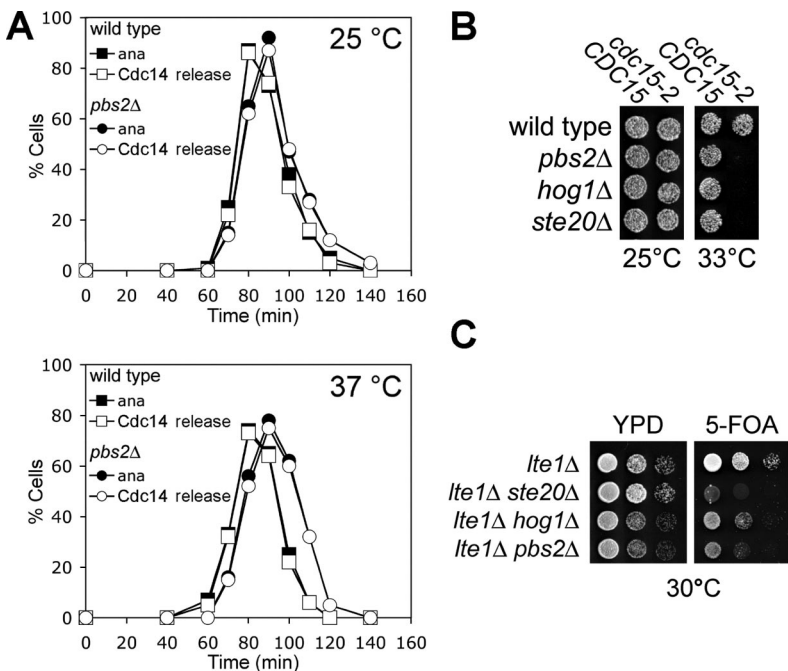 A
25 °C
wild type
ana
Cdc14 release
pbs2Δ
ana
Cdc14 release
% Cells
100
80
60
40
20
0
0 20 40 60 80 100 120 140 160
Time (min)
37 °C
wild type
ana
Cdc14 release
pbs2Δ
ana
Cdc14 release
% Cells
100
80
60
40
20
0
0 20 40 60 80 100 120 140 160
Time (min)
B
CDC15 cdc15-2 CDC15 cdc15-2
wild type
pbs2Δ
hog1Δ
ste20Δ
25°C 33°C
C
YPD 5-FOA
lte1Δ
lte1Δ ste20Δ
lte1Δ hog1Δ
lte1Δ pbs2Δ
30°C